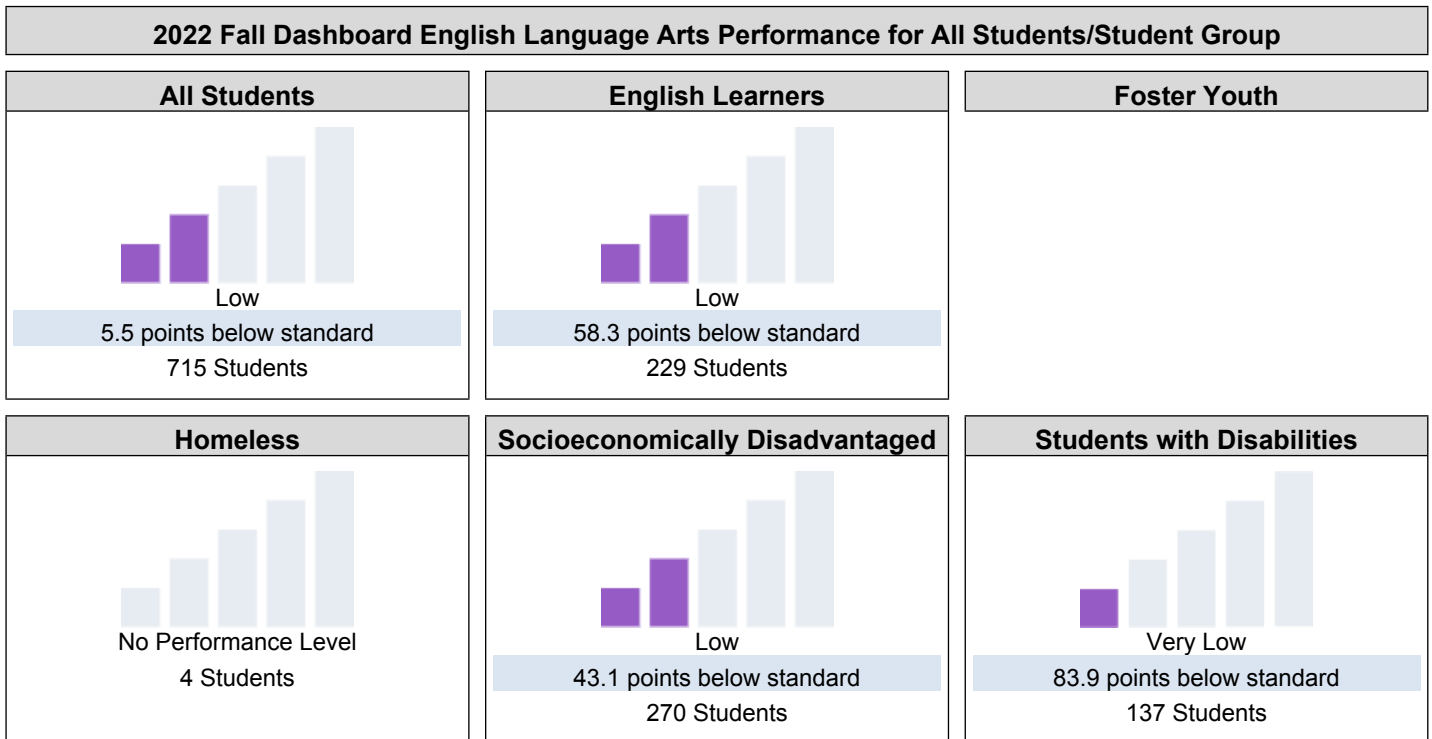 2022 Fall Dashboard English Language Arts Performance for All Students/Student Group
All Students
Low
5.5 points below standard
715 Students
English Learners
Low
58.3 points below standard
229 Students
Foster Youth
Homeless
No Performance Level
4 Students
Socioeconomically Disadvantaged
Low
43.1 points below standard
270 Students
Students with Disabilities
Very Low
83.9 points below standard
137 Students